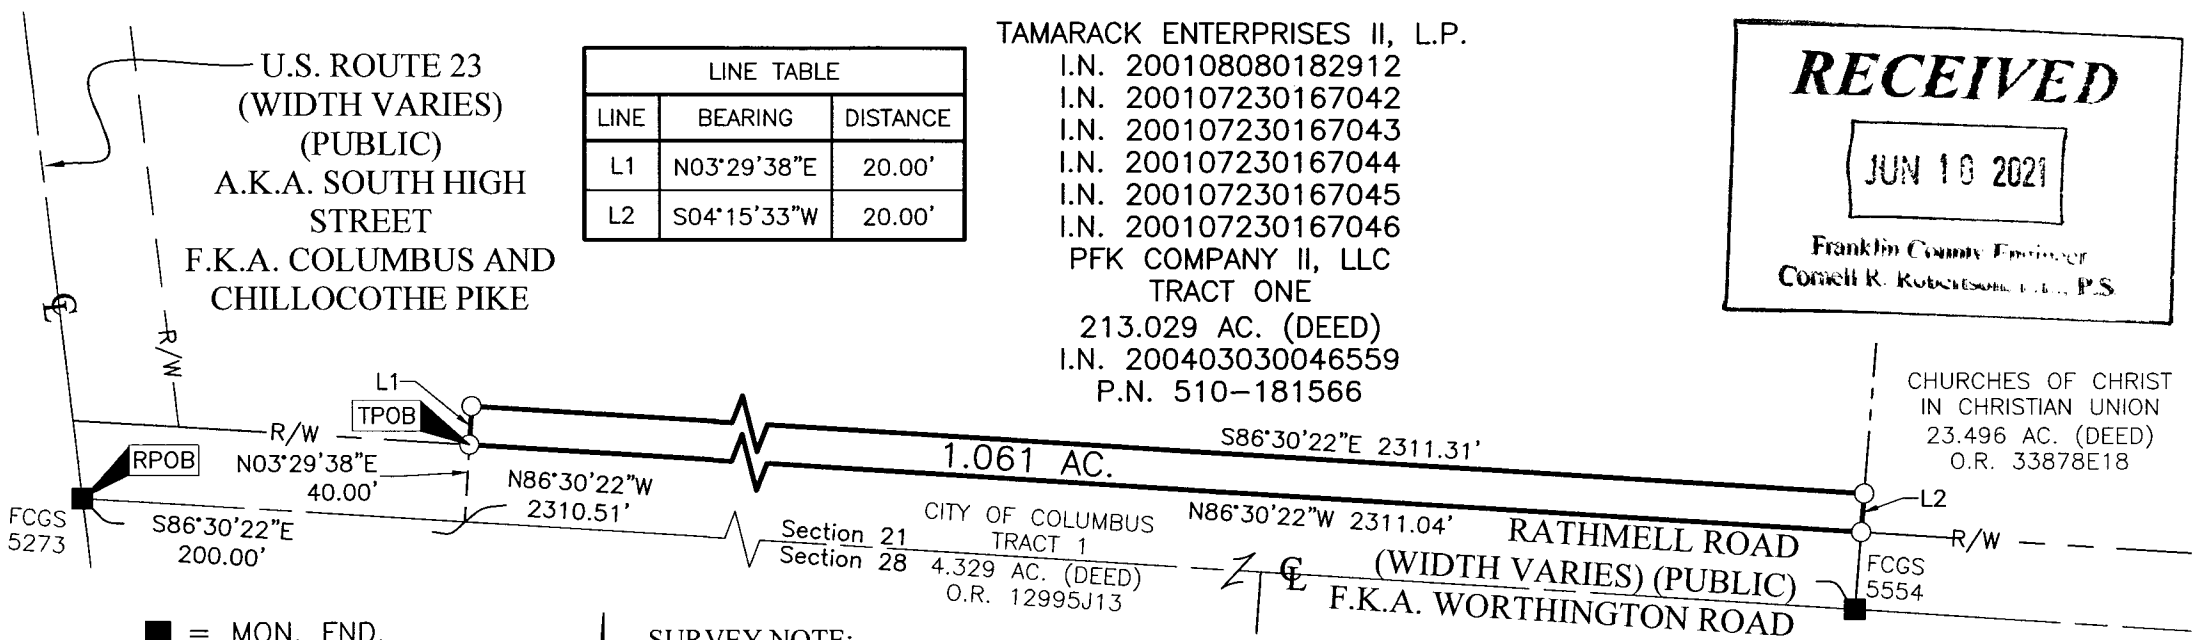 U.S. ROUTE 23
(WIDTH VARIES)
(PUBLIC)
A.K.A. SOUTH HIGH
STREET
F.K.A. COLUMBUS AND
CHILLOCOTHE PIKE
LINE TABLE
LINE BEARING DISTANCE
L1 N03°29'38"E 20.00'
L2 S04°15'33"W 20.00'
TAMARACK ENTERPRISES II, L.P.
I.N. 200108080182912
I.N. 200107230167042
I.N. 200107230167043
I.N. 200107230167044
I.N. 200107230167045
I.N. 200107230167046
PFK COMPANY II, LLC
TRACT ONE
213.029 AC. (DEED)
I.N. 200403030046559
P.N. 510-181566
RECEIVED
JUN 10 2021
Franklin County Engineer
Cornell R. Robertson, P.S.
CHURCHES OF CHRIST
IN CHRISTIAN UNION
23.496 AC. (DEED)
O.R. 33878E18
℄
R/W
L1
TPOB
R/W
RPOB
N03°29'38"E
40.00'
N86°30'22"W
2310.51'
FCGS
5273
S86°30'22"E
200.00'
S86°30'22"E 2311.31'
1.061 AC.
N86°30'22"W 2311.04'
L2
R/W
Section 21
Section 28
CITY OF COLUMBUS
TRACT 1
4.329 AC. (DEED)
O.R. 12995J13
Z ℄
RATHMELL ROAD
(WIDTH VARIES) (PUBLIC)
F.K.A. WORTHINGTON ROAD
FCGS
5554
■ = MON. FND.
SURVEY NOTE: